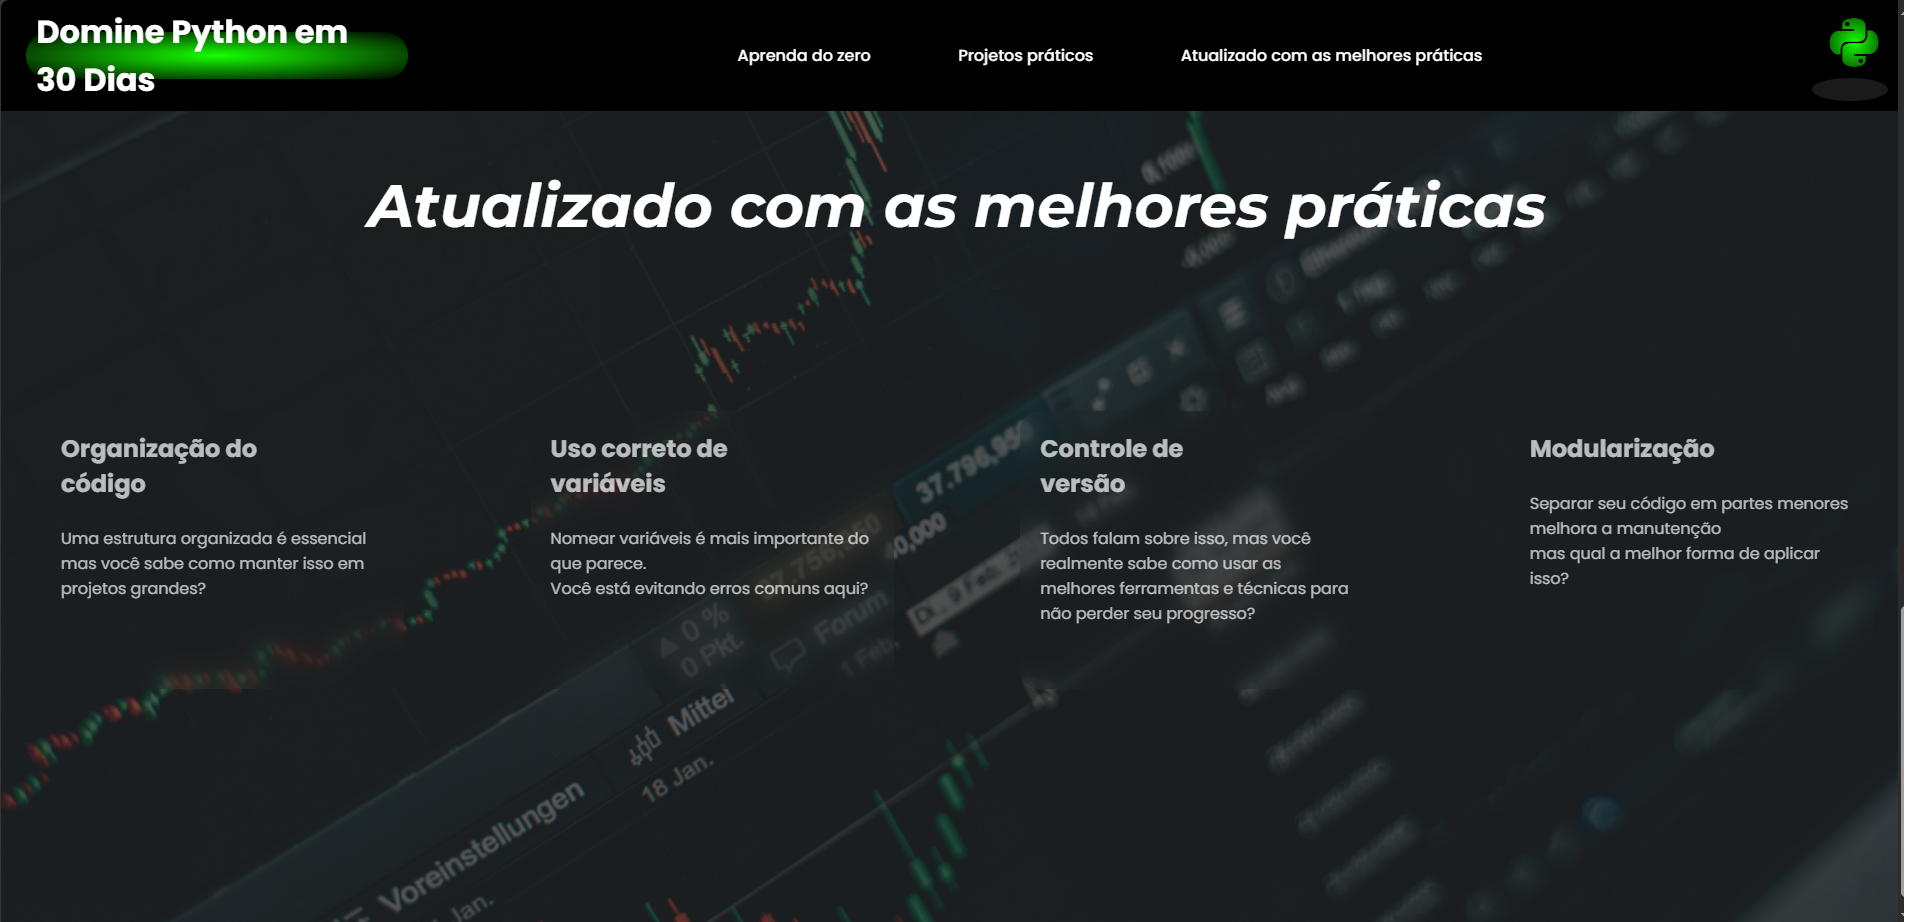 Domine Python em
30 Dias
Aprenda do zero
Projetos práticos
Atualizado com as melhores práticas
Atualizado com as melhores práticas
Organização do
código
Uma estrutura organizada é essencial
mas você sabe como manter isso em
projetos grandes?
Uso correto de
variáveis
Nomear variáveis é mais importante do
que parece.
Você está evitando erros comuns aqui?
Controle de
versão
Todos falam sobre isso, mas você
realmente sabe como usar as
melhores ferramentas e técnicas para
não perder seu progresso?
Modularização
Separar seu código em partes menores
melhora a manutenção
mas qual a melhor forma de aplicar
isso?
37.796,95
37.756,850
0 %
0 Pkt.
Forum
1 Feb.
Mittei
18 Jan.
Voreinstellungen
Jan.